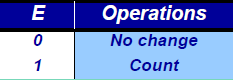 E Operations
0 No change
1 Count